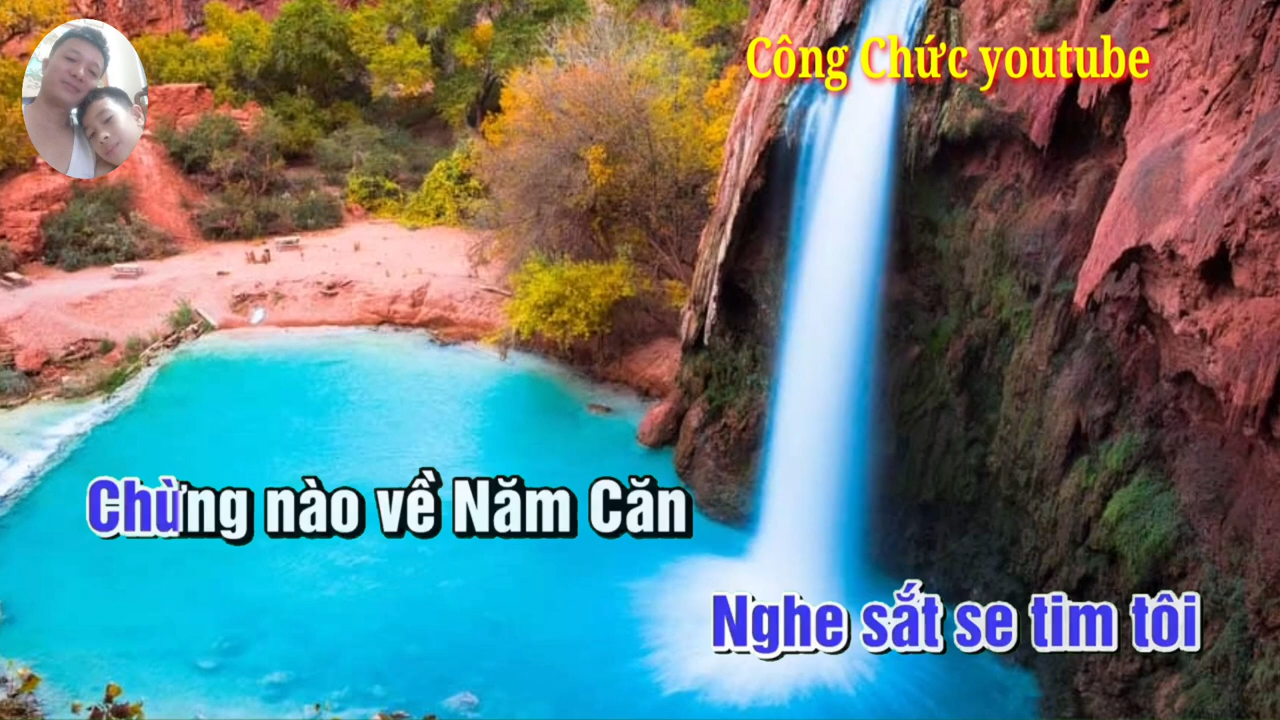 Công Chức youtube
Chừng nào về Năm Căn
Nghe sắt se tim tôi